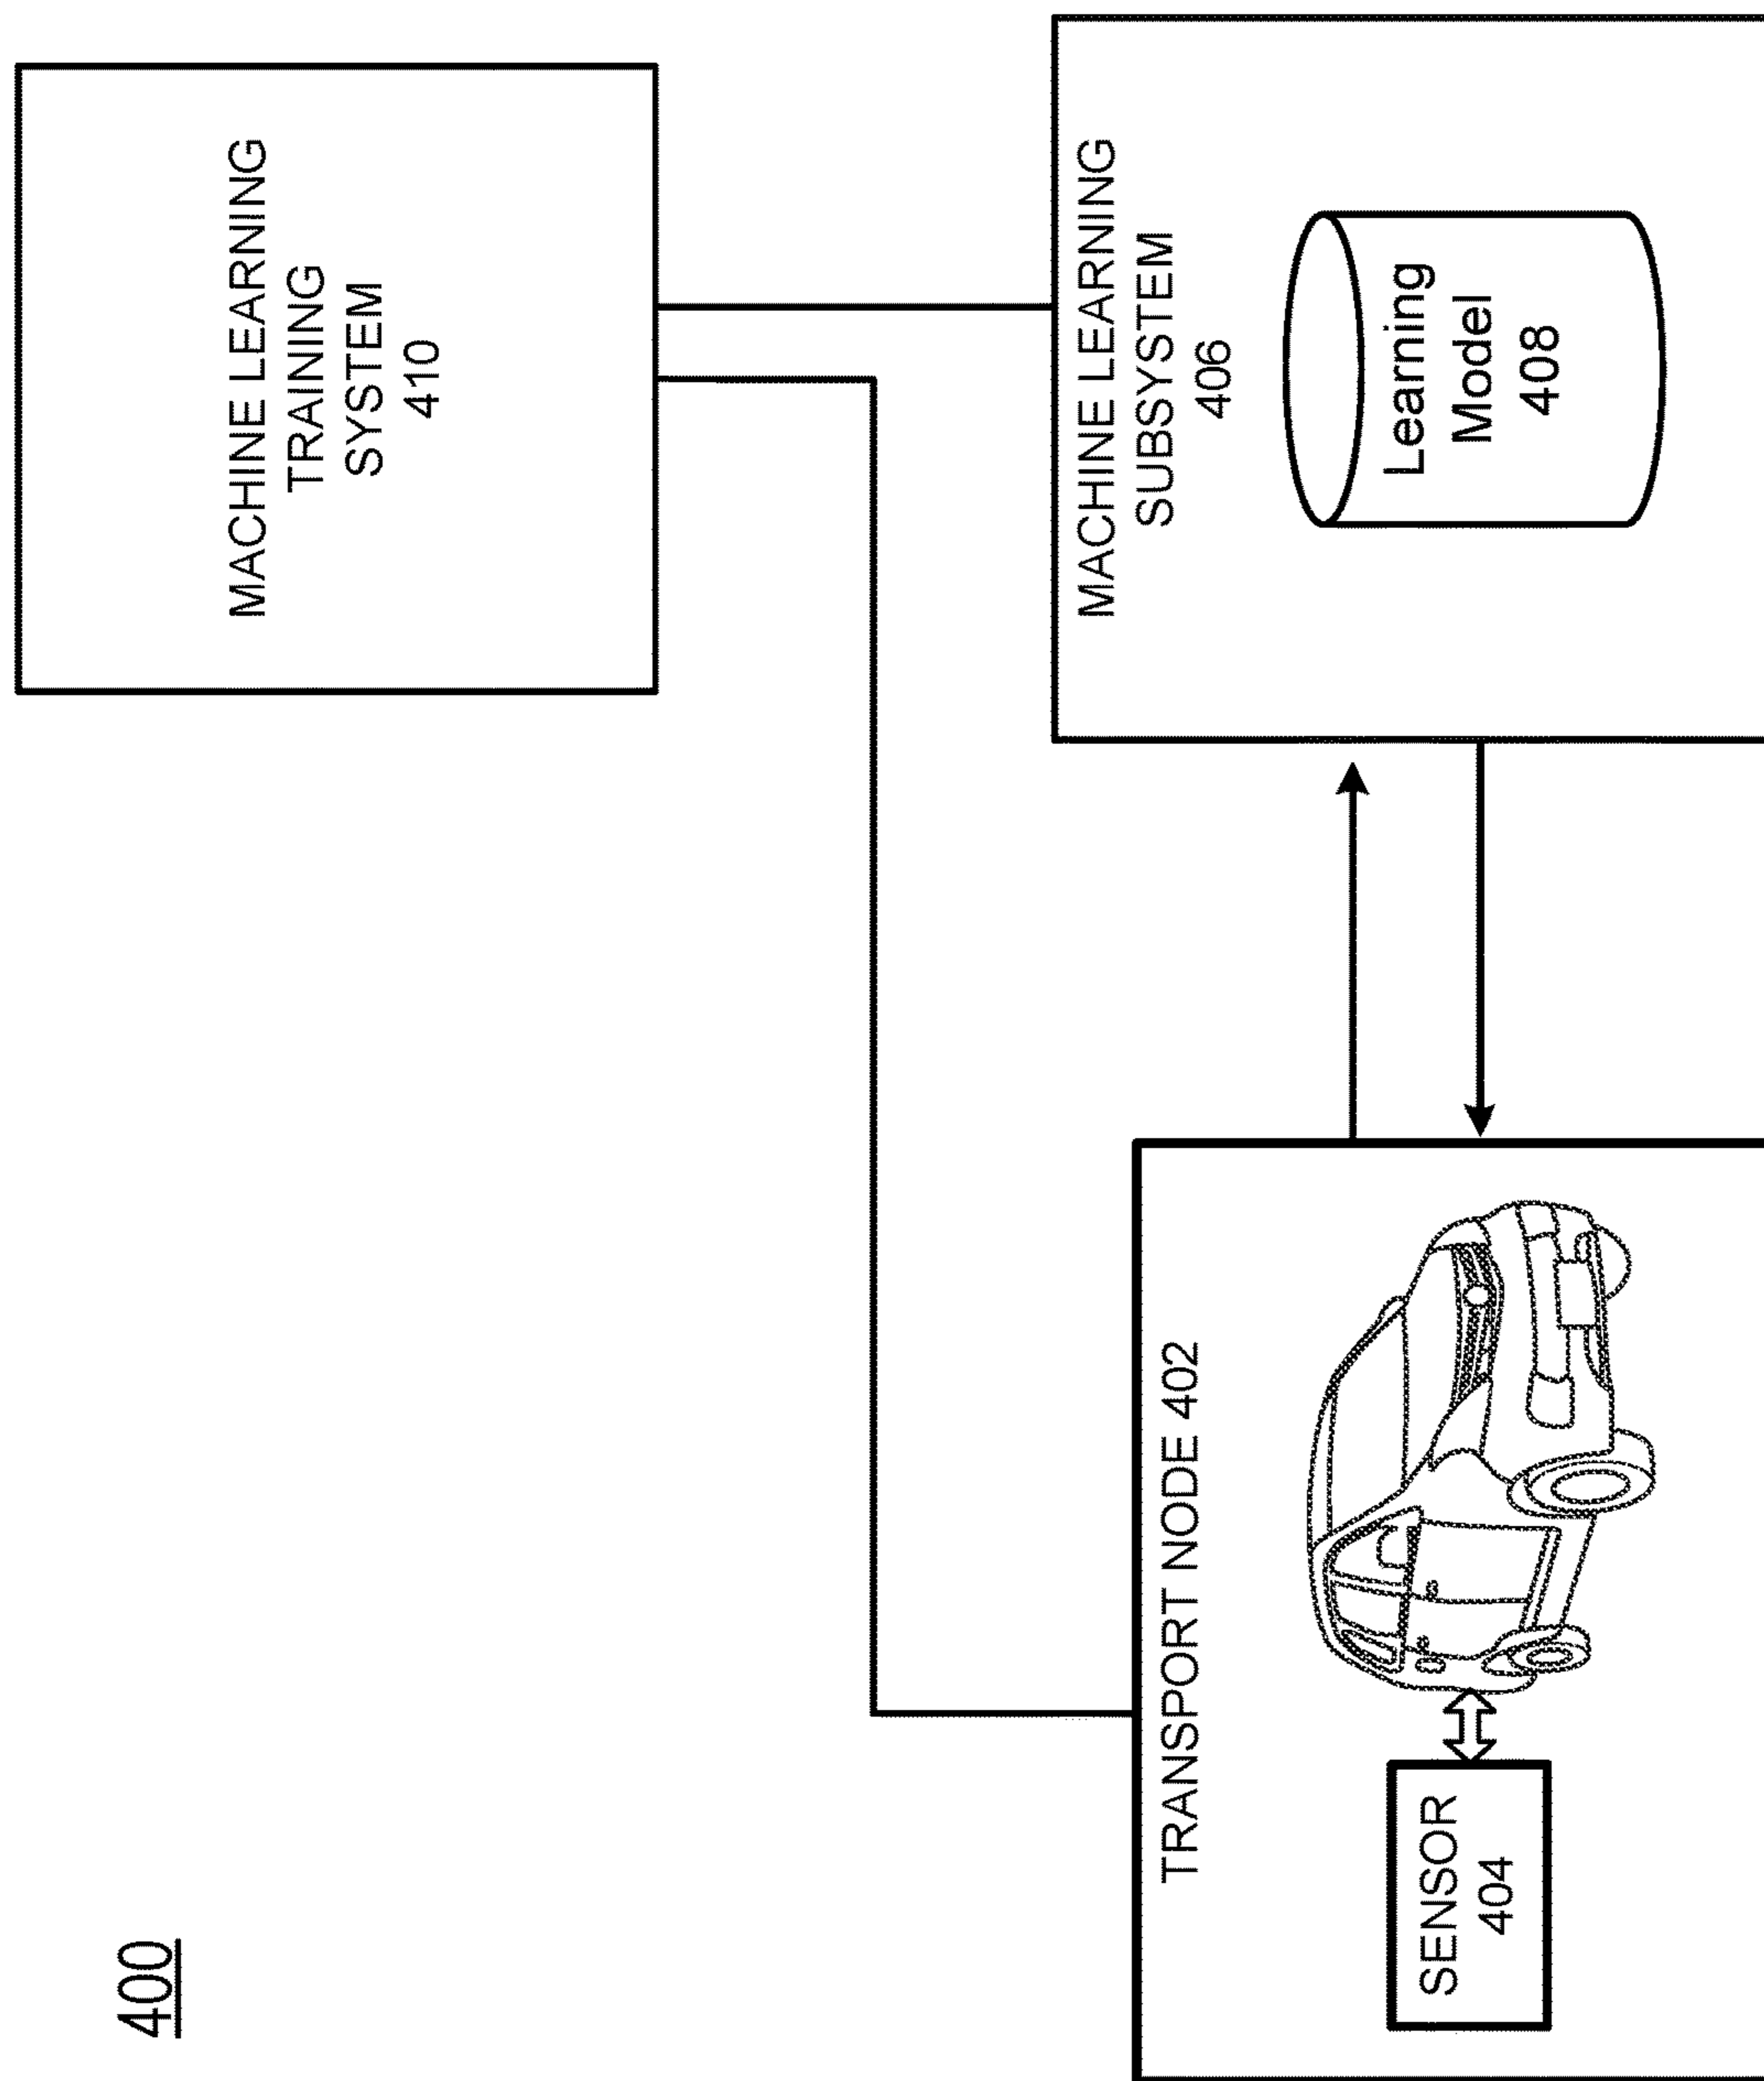 400
MACHINE LEARNING
TRAINING
SYSTEM
410
TRANSPORT NODE 402
SENSOR
404
MACHINE LEARNING
SUBSYSTEM
406
Learning
Model
408